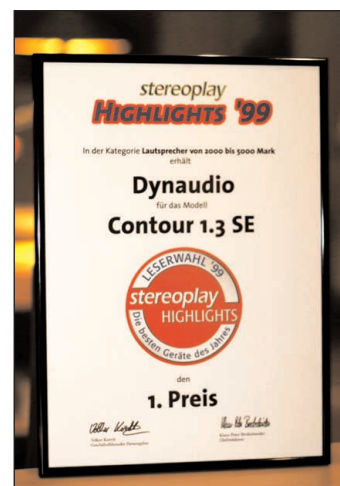 stereoplay
HIGHLIGHTS '99
In der Kategorie Lautsprecher von 2000 bis 5000 Mark
erhält
Dynaudio
für das Modell
Contour 1.3 SE
LESERWAHL '99
stereoplay
HIGHLIGHTS
Die besten Geräte des Jahres
den
1. Preis